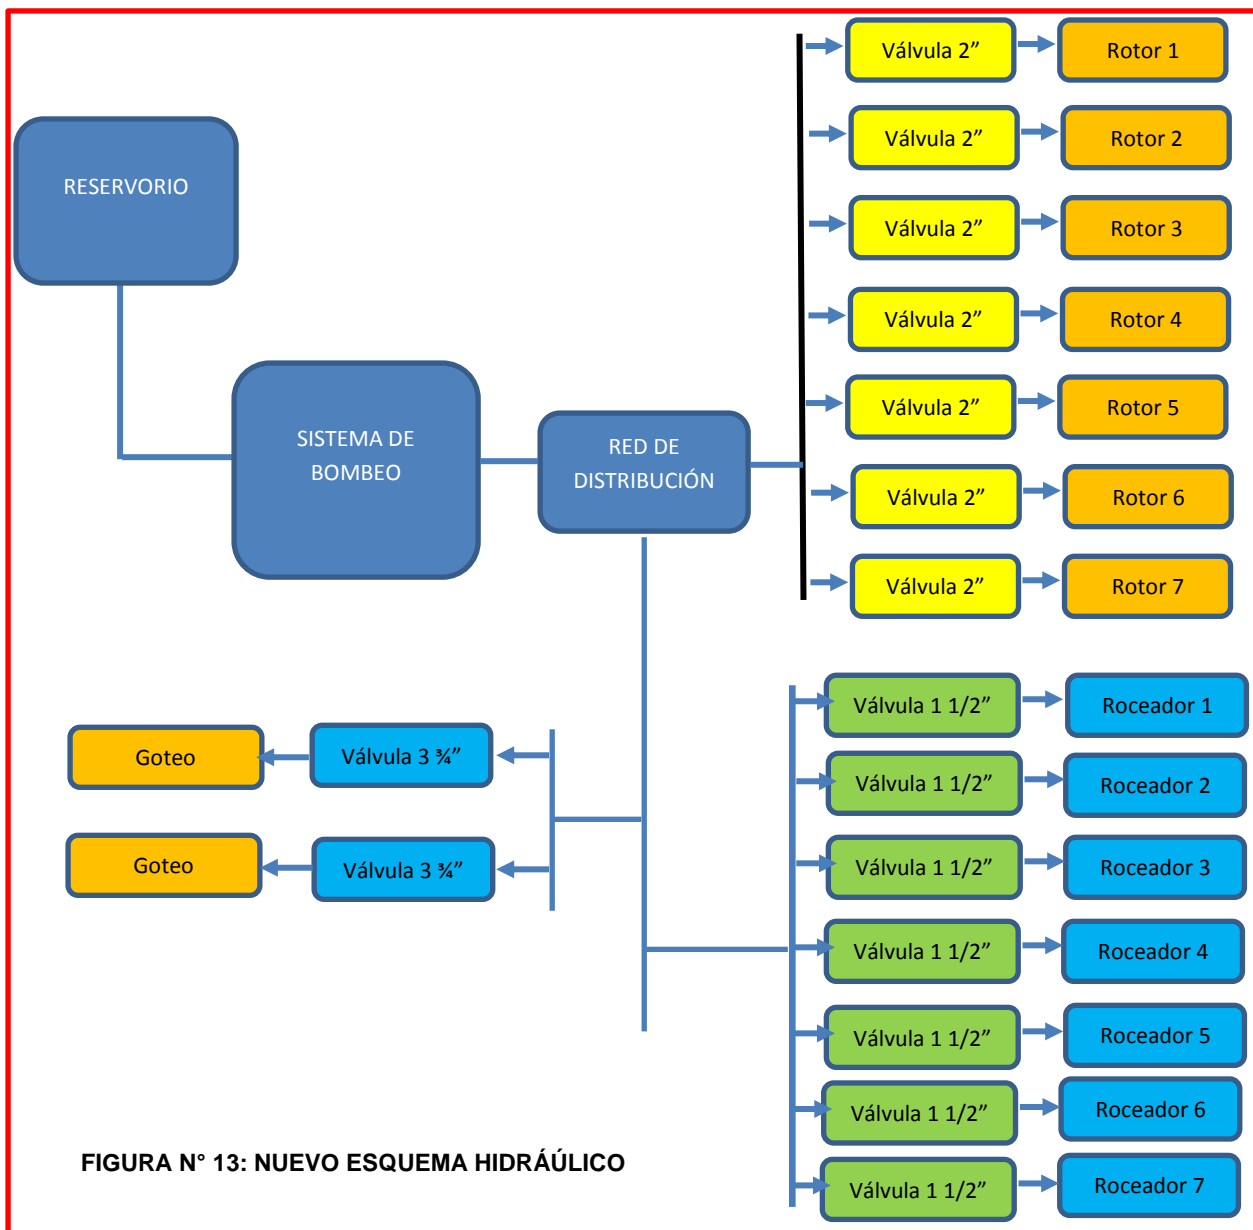 RESERVORIO
SISTEMA DE
BOMBEO
RED DE
DISTRIBUCIÓN
Válvula 2” Rotor 1
Válvula 2” Rotor 2
Válvula 2” Rotor 3
Válvula 2” Rotor 4
Válvula 2” Rotor 5
Válvula 2” Rotor 6
Válvula 2” Rotor 7
Goteo Válvula 3 ¾”
Goteo Válvula 3 ¾”
Válvula 1 1/2” Roceador 1
Válvula 1 1/2” Roceador 2
Válvula 1 1/2” Roceador 3
Válvula 1 1/2” Roceador 4
Válvula 1 1/2” Roceador 5
Válvula 1 1/2” Roceador 6
Válvula 1 1/2” Roceador 7
FIGURA N° 13: NUEVO ESQUEMA HIDRÁÚLICO